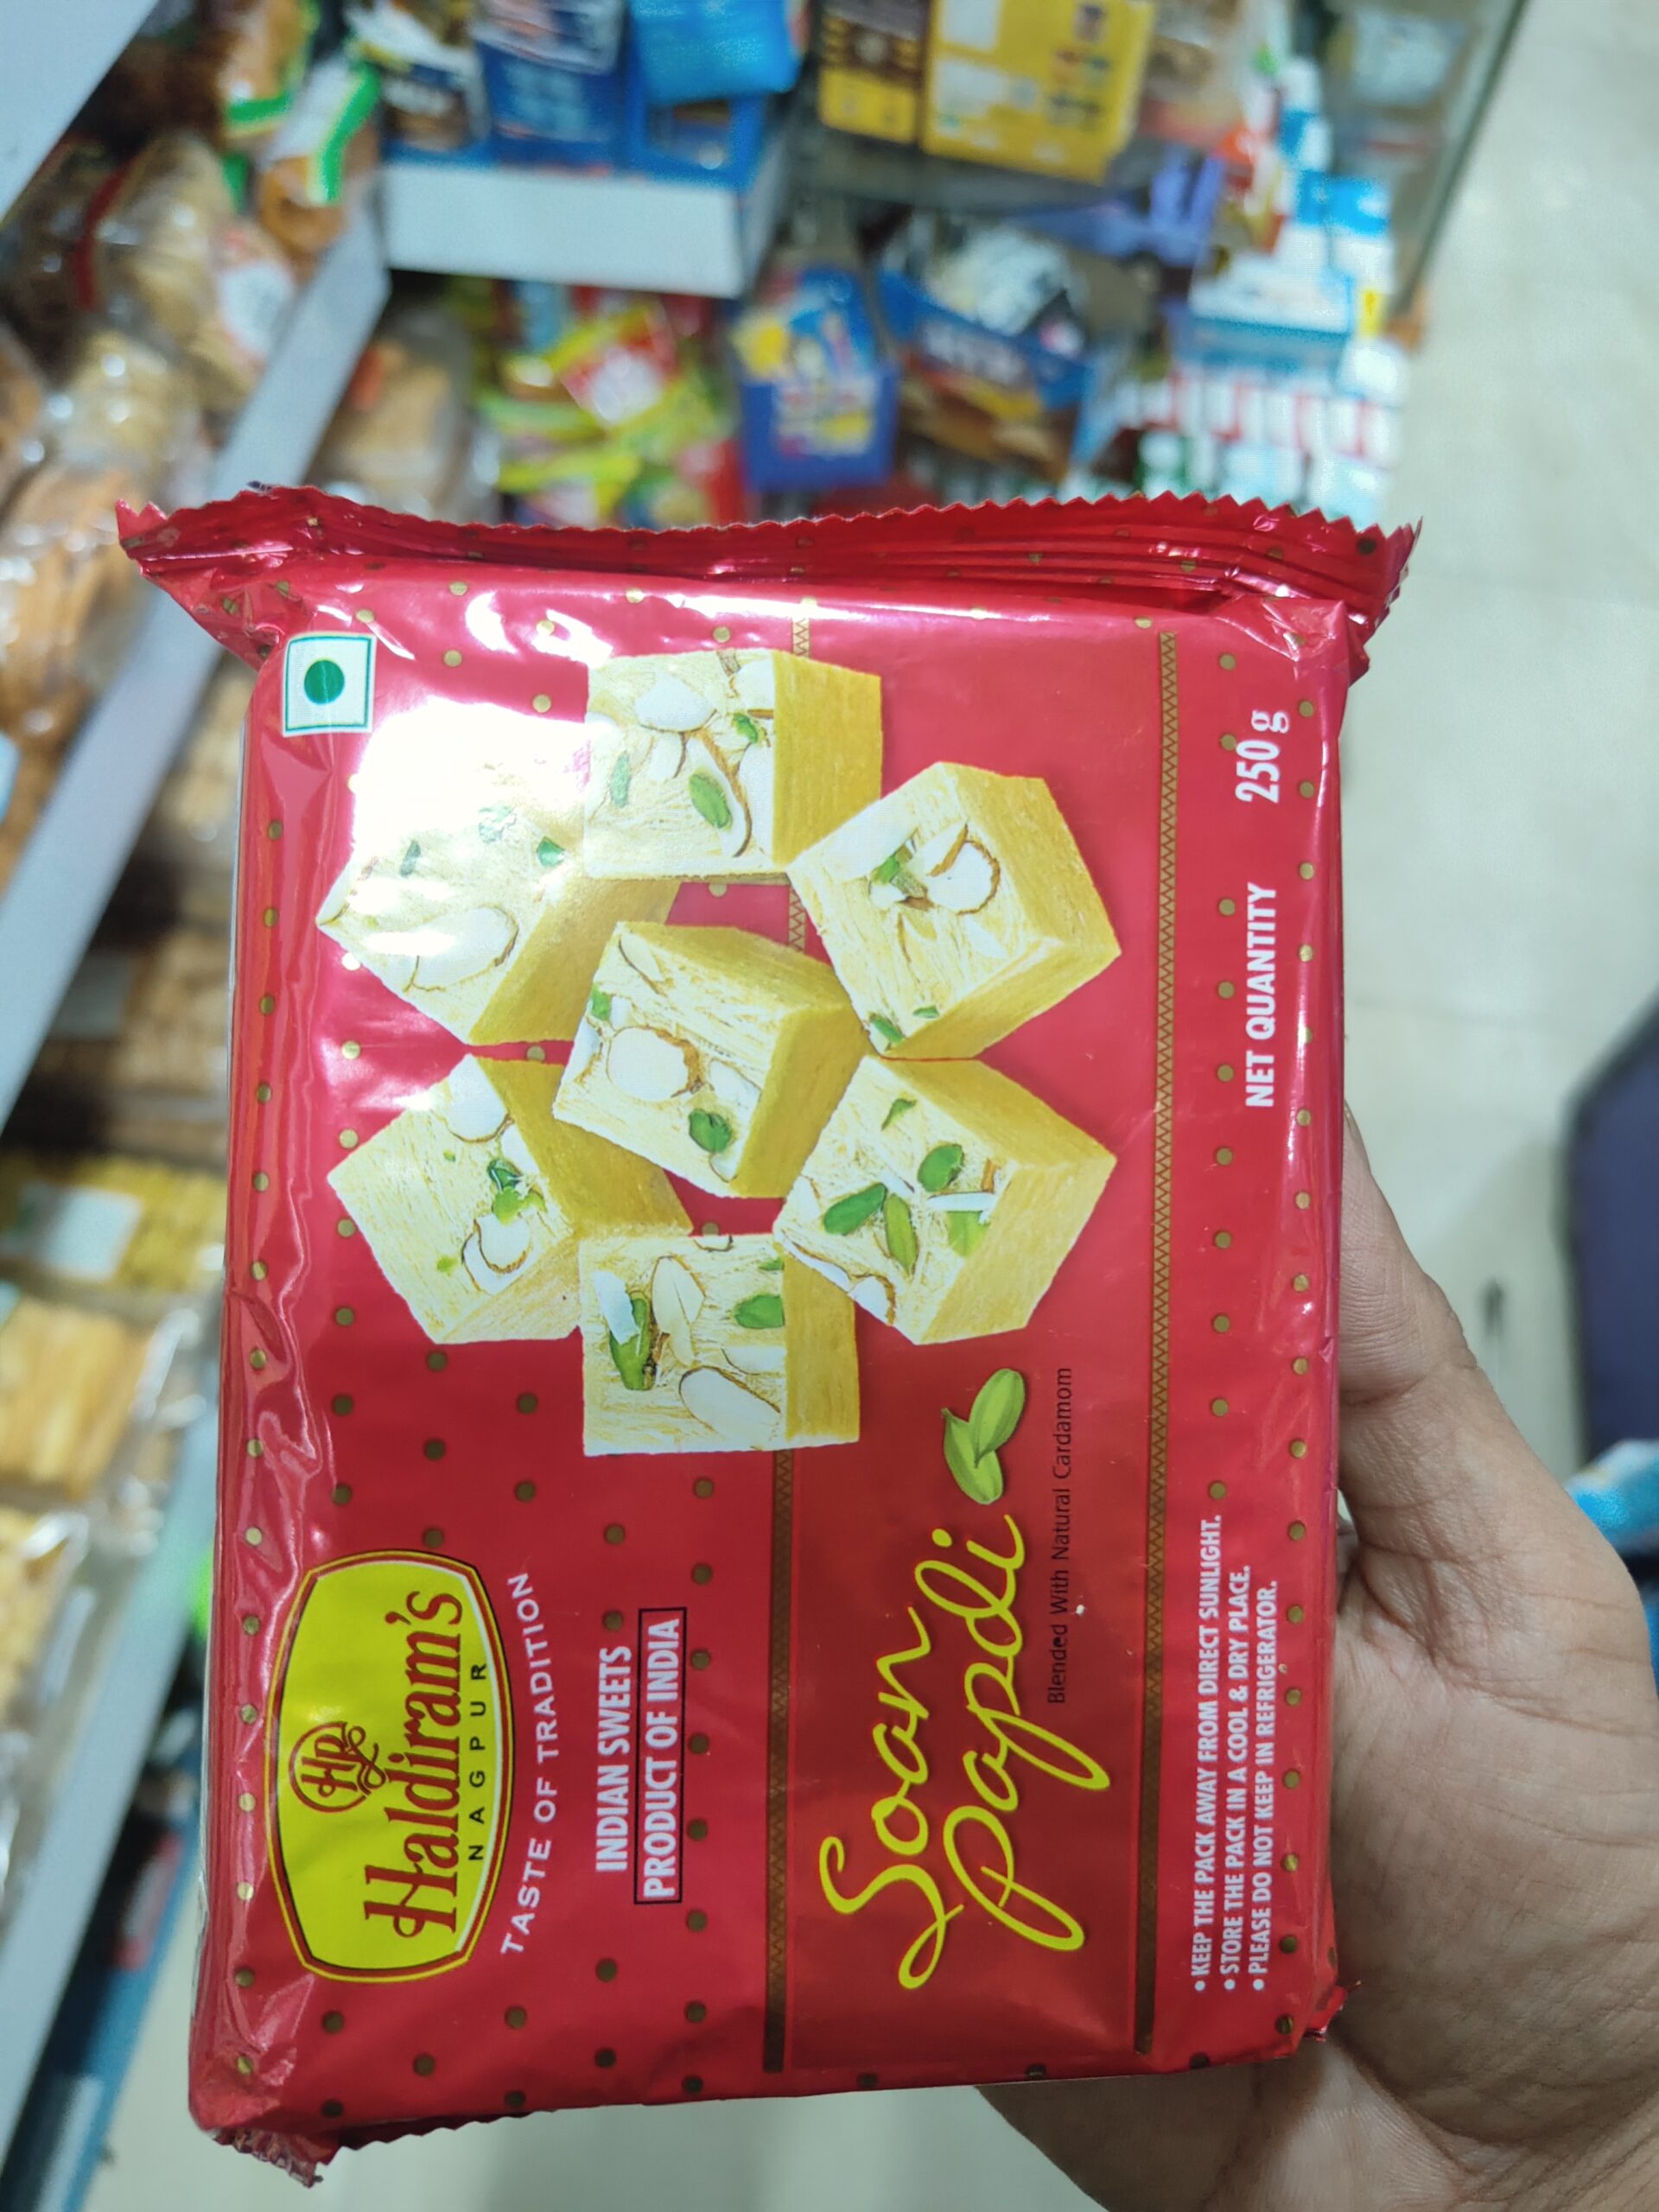 HR
Haldiram's
NAGPUR
TASTE OF TRADITION
INDIAN SWEETS
PRODUCT OF INDIA
Soan
papdi
Blended With Natural Cardamom
• KEEP THE PACK AWAY FROM DIRECT SUNLIGHT.
• STORE THE PACK IN A COOL & DRY PLACE.
• PLEASE DO NOT KEEP IN REFRIGERATOR.
NET QUANTITY 250 g